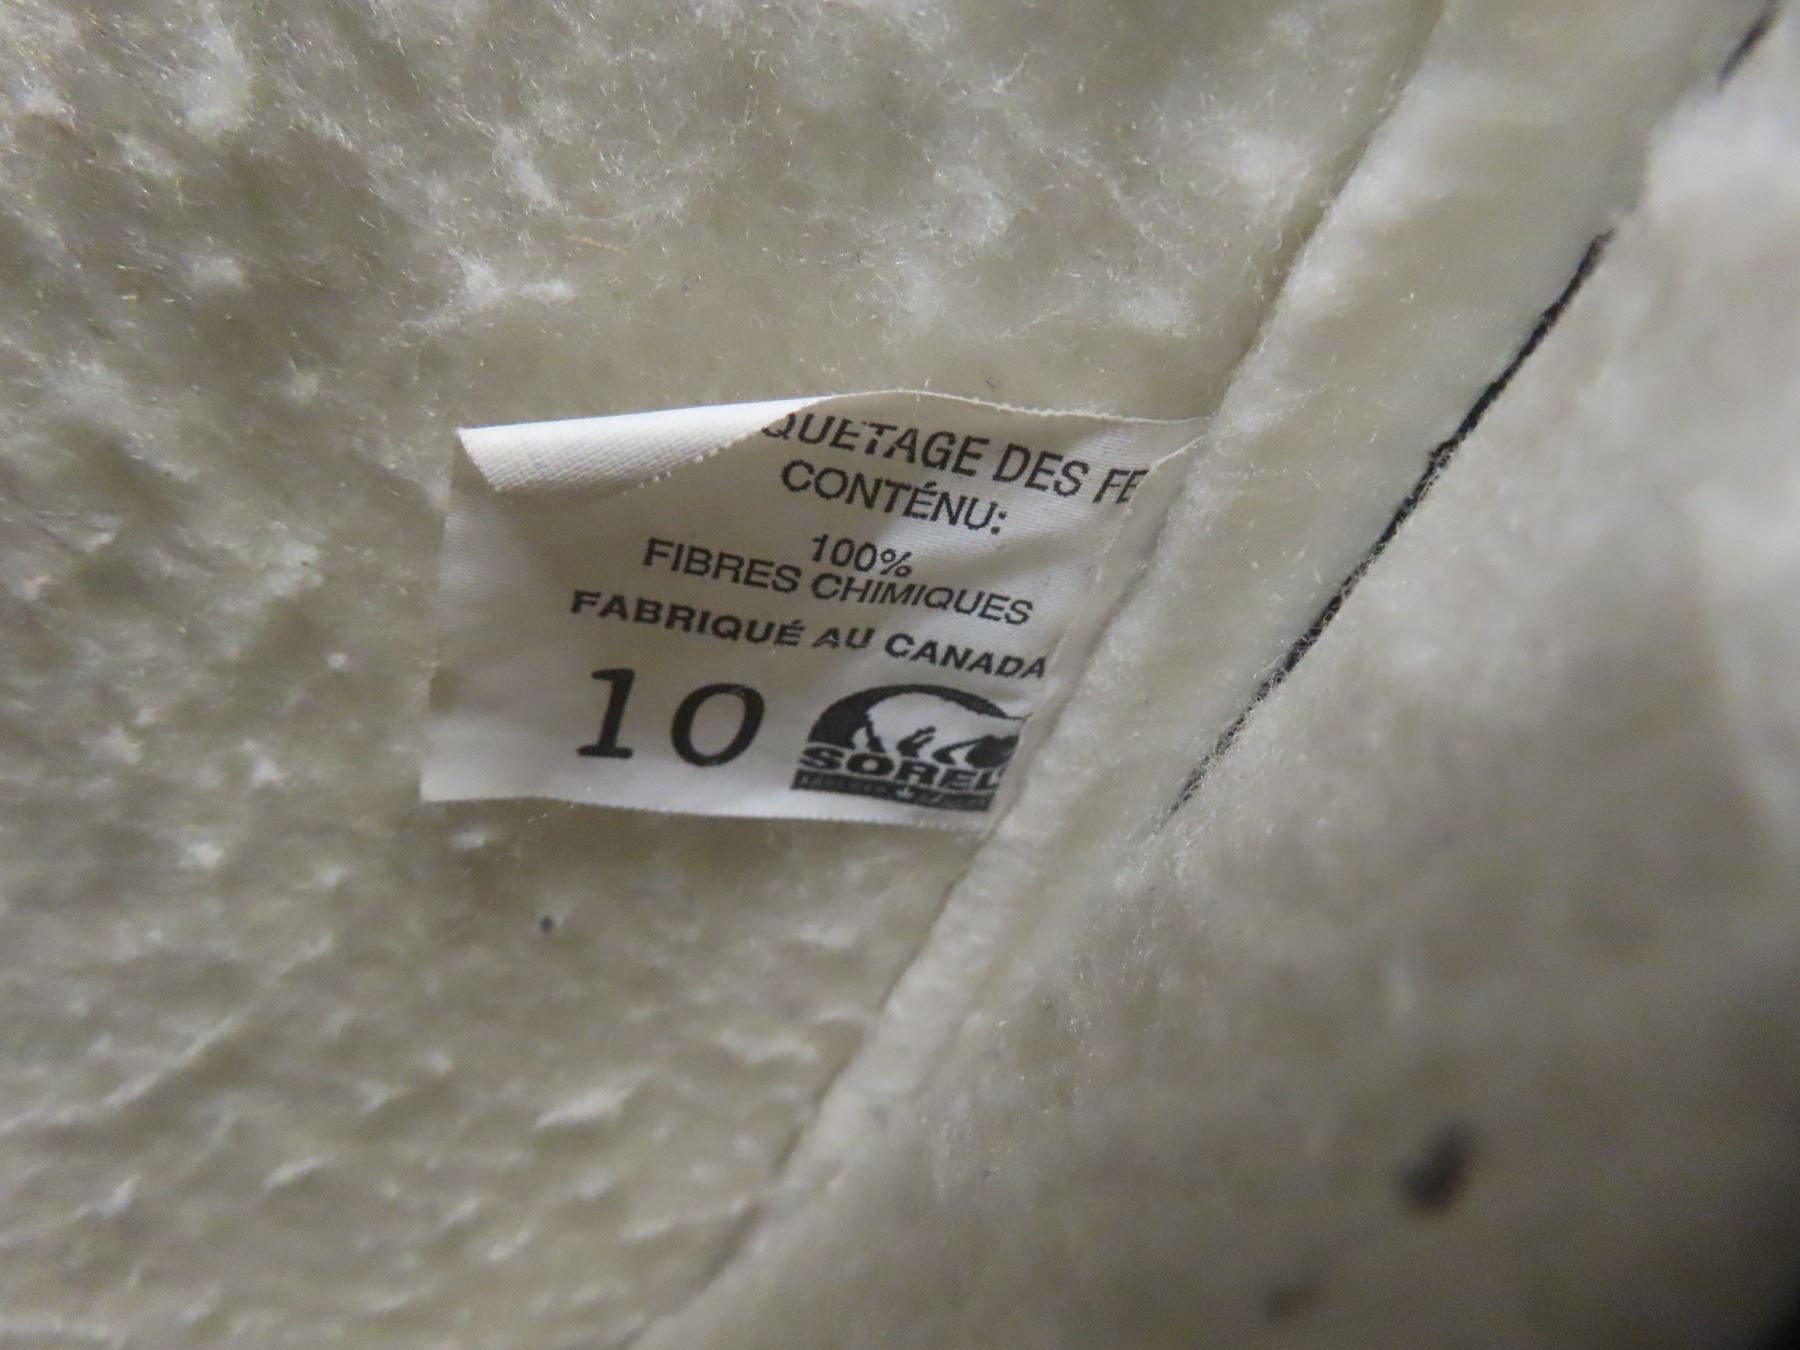 QUETAGE DES FE
CONTÉNU:
100%
FIBRES CHIMIQUES
FABRIQUÉ AU CANADA
10
SOREL